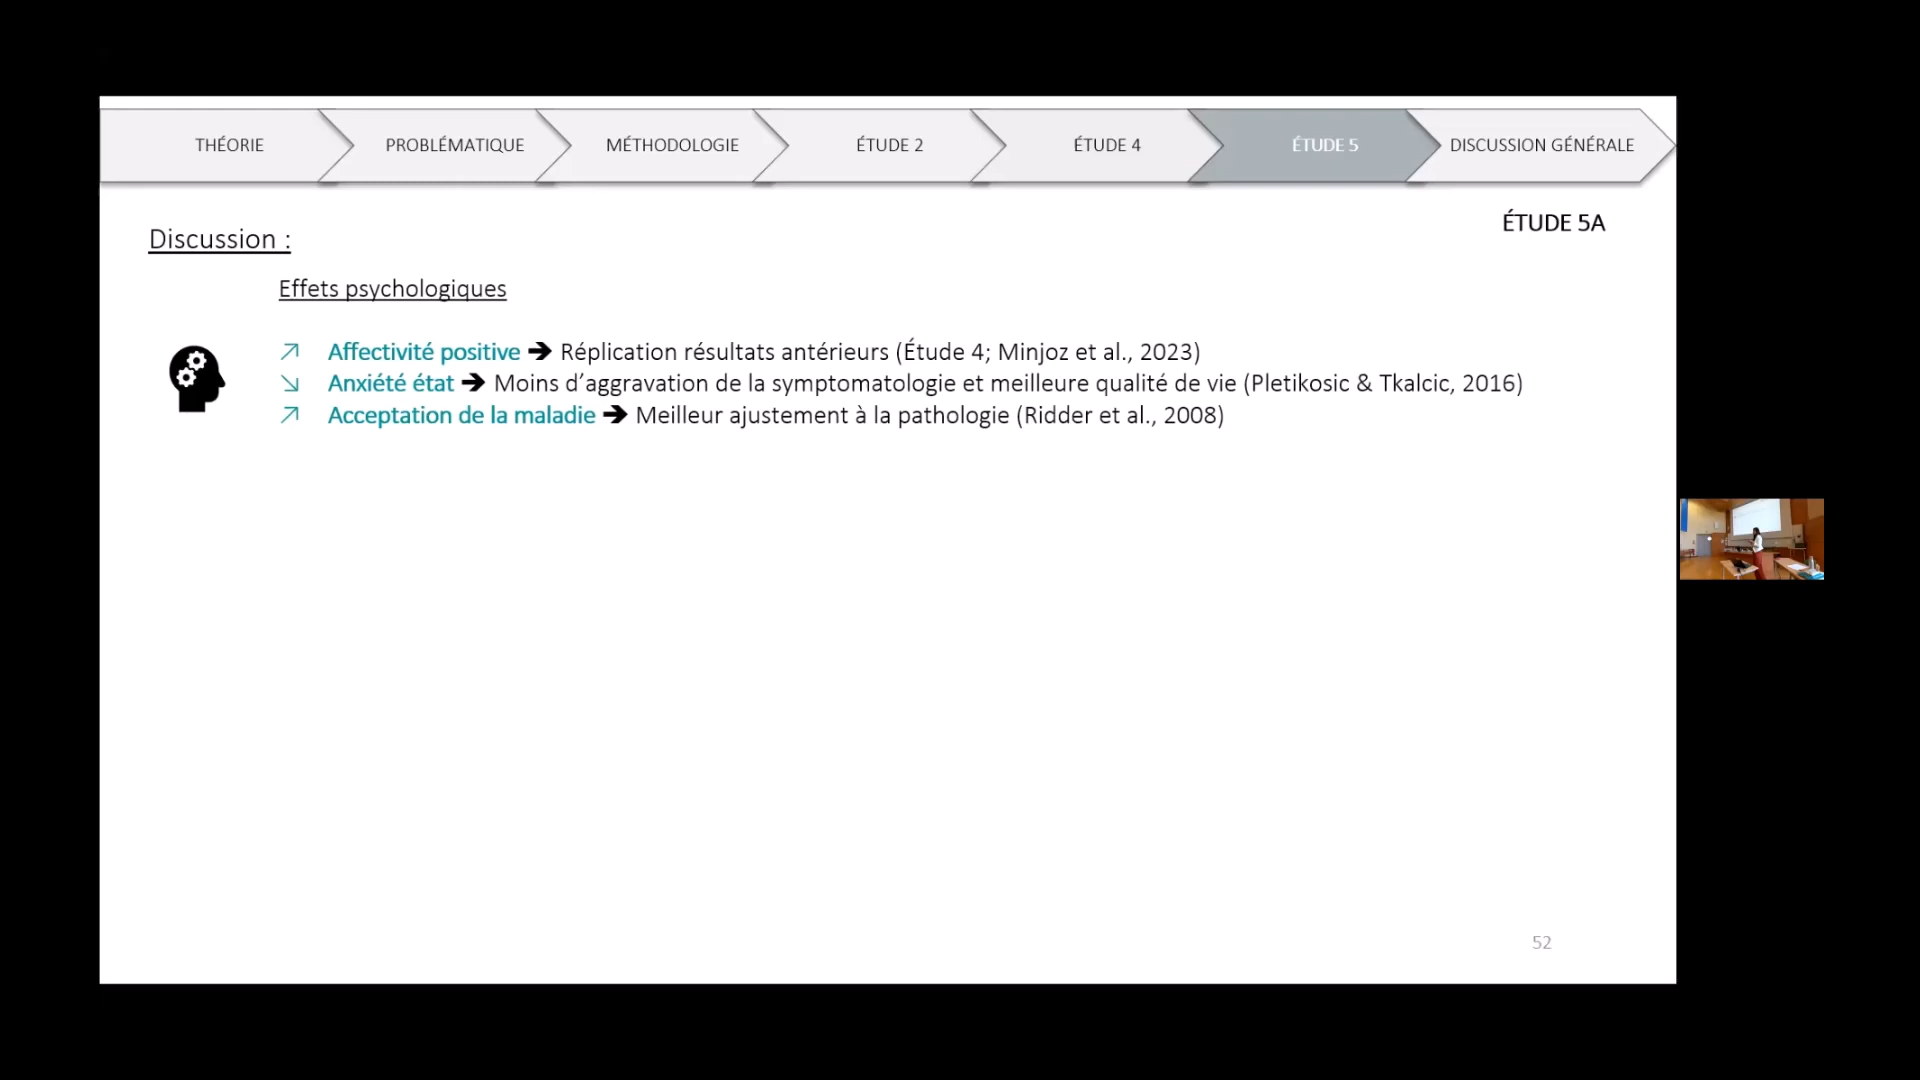 THÉORIE
PROBLÉMATIQUE
MÉTHODOLOGIE
ÉTUDE 2
ÉTUDE 4
ÉTUDE 5
DISCUSSION GÉNÉRALE
ÉTUDE 5A
Discussion :
Effets psychologiques
↗ Affectivité positive ➔ Réplication résultats antérieurs (Étude 4; Minjoz et al., 2023)
↘ Anxiété état ➔ Moins d’aggravation de la symptomatologie et meilleure qualité de vie (Pletikosic & Tkalcic, 2016)
↗ Acceptation de la maladie ➔ Meilleur ajustement à la pathologie (Ridder et al., 2008)
52